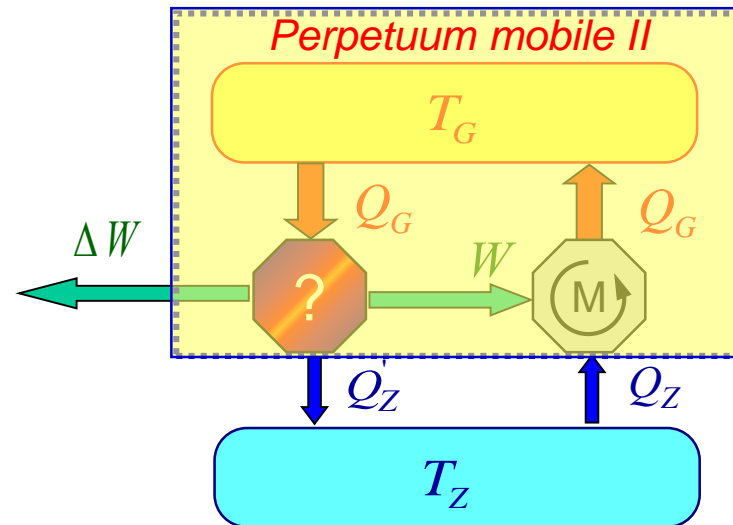 Perpetuum mobile II
T_G
Q_G
Q_G
ΔW
W
?
M
Q'_Z
Q_Z
T_Z